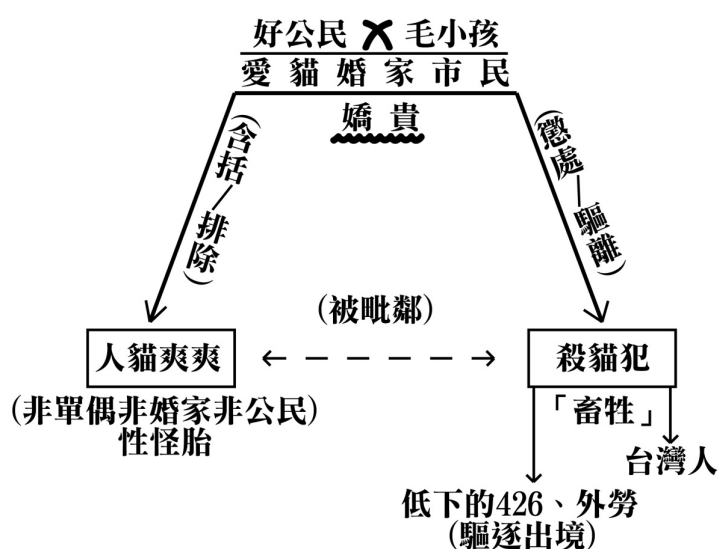 好公民 ✕ 毛小孩
愛貓婚家市民
嬌貴
(含括—排除)
(懲處—驅離)
(被毗鄰)
人貓爽爽
殺貓犯
(非單偶非婚家非公民)
性怪胎
「畜牲」
台灣人
低下的426、外勞
(驅逐出境)